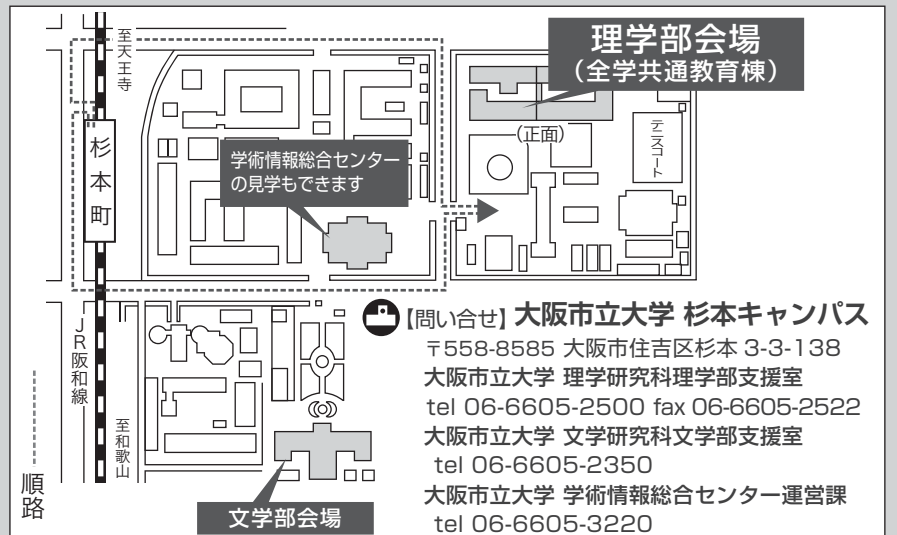 至天王寺
理学部会場
（全学共通教育棟）
（正面）
テニスコート
杉本町
学術情報総合センター
の見学もできます
JR阪和線
至和歌山
順路
文学部会場
【問い合せ】大阪市立大学 杉本キャンパス
〒558-8585 大阪市住吉区杉本 3-3-138
大阪市立大学 理学研究科理学部支援室
tel 06-6605-2500 fax 06-6605-2522
大阪市立大学 文学研究科文学部支援室
tel 06-6605-2350
大阪市立大学 学術情報総合センター運営課
tel 06-6605-3220